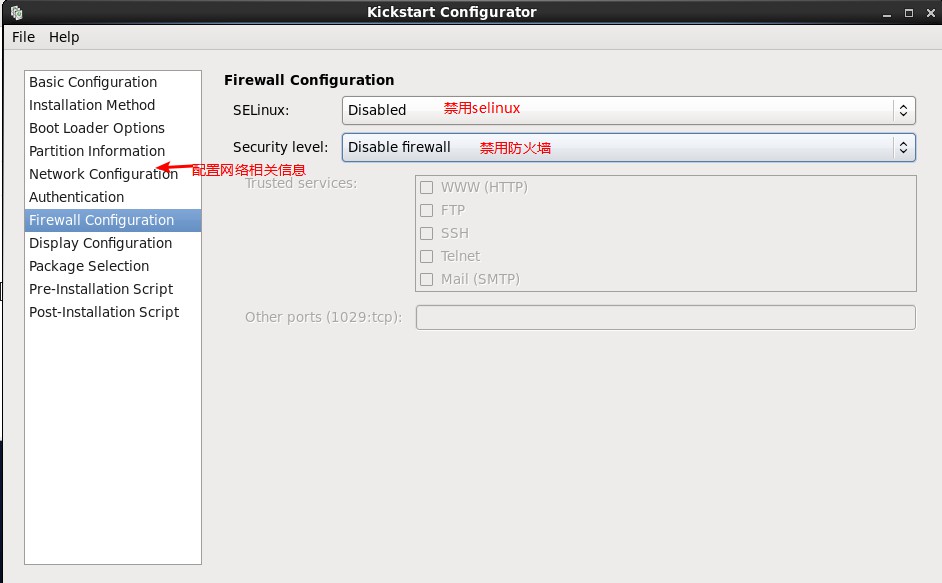 Kickstart Configurator
File Help
Basic Configuration
Installation Method
Boot Loader Options
Partition Information
Network Configuration
Authentication
Firewall Configuration
Display Configuration
Package Selection
Pre-Installation Script
Post-Installation Script
配置网络相关信息
Firewall Configuration
SELinux: Disabled 禁用selinux
Security level: Disable firewall 禁用防火墙
Trusted services:
WWW (HTTP)
FTP
SSH
Telnet
Mail (SMTP)
Other ports (1029:tcp):